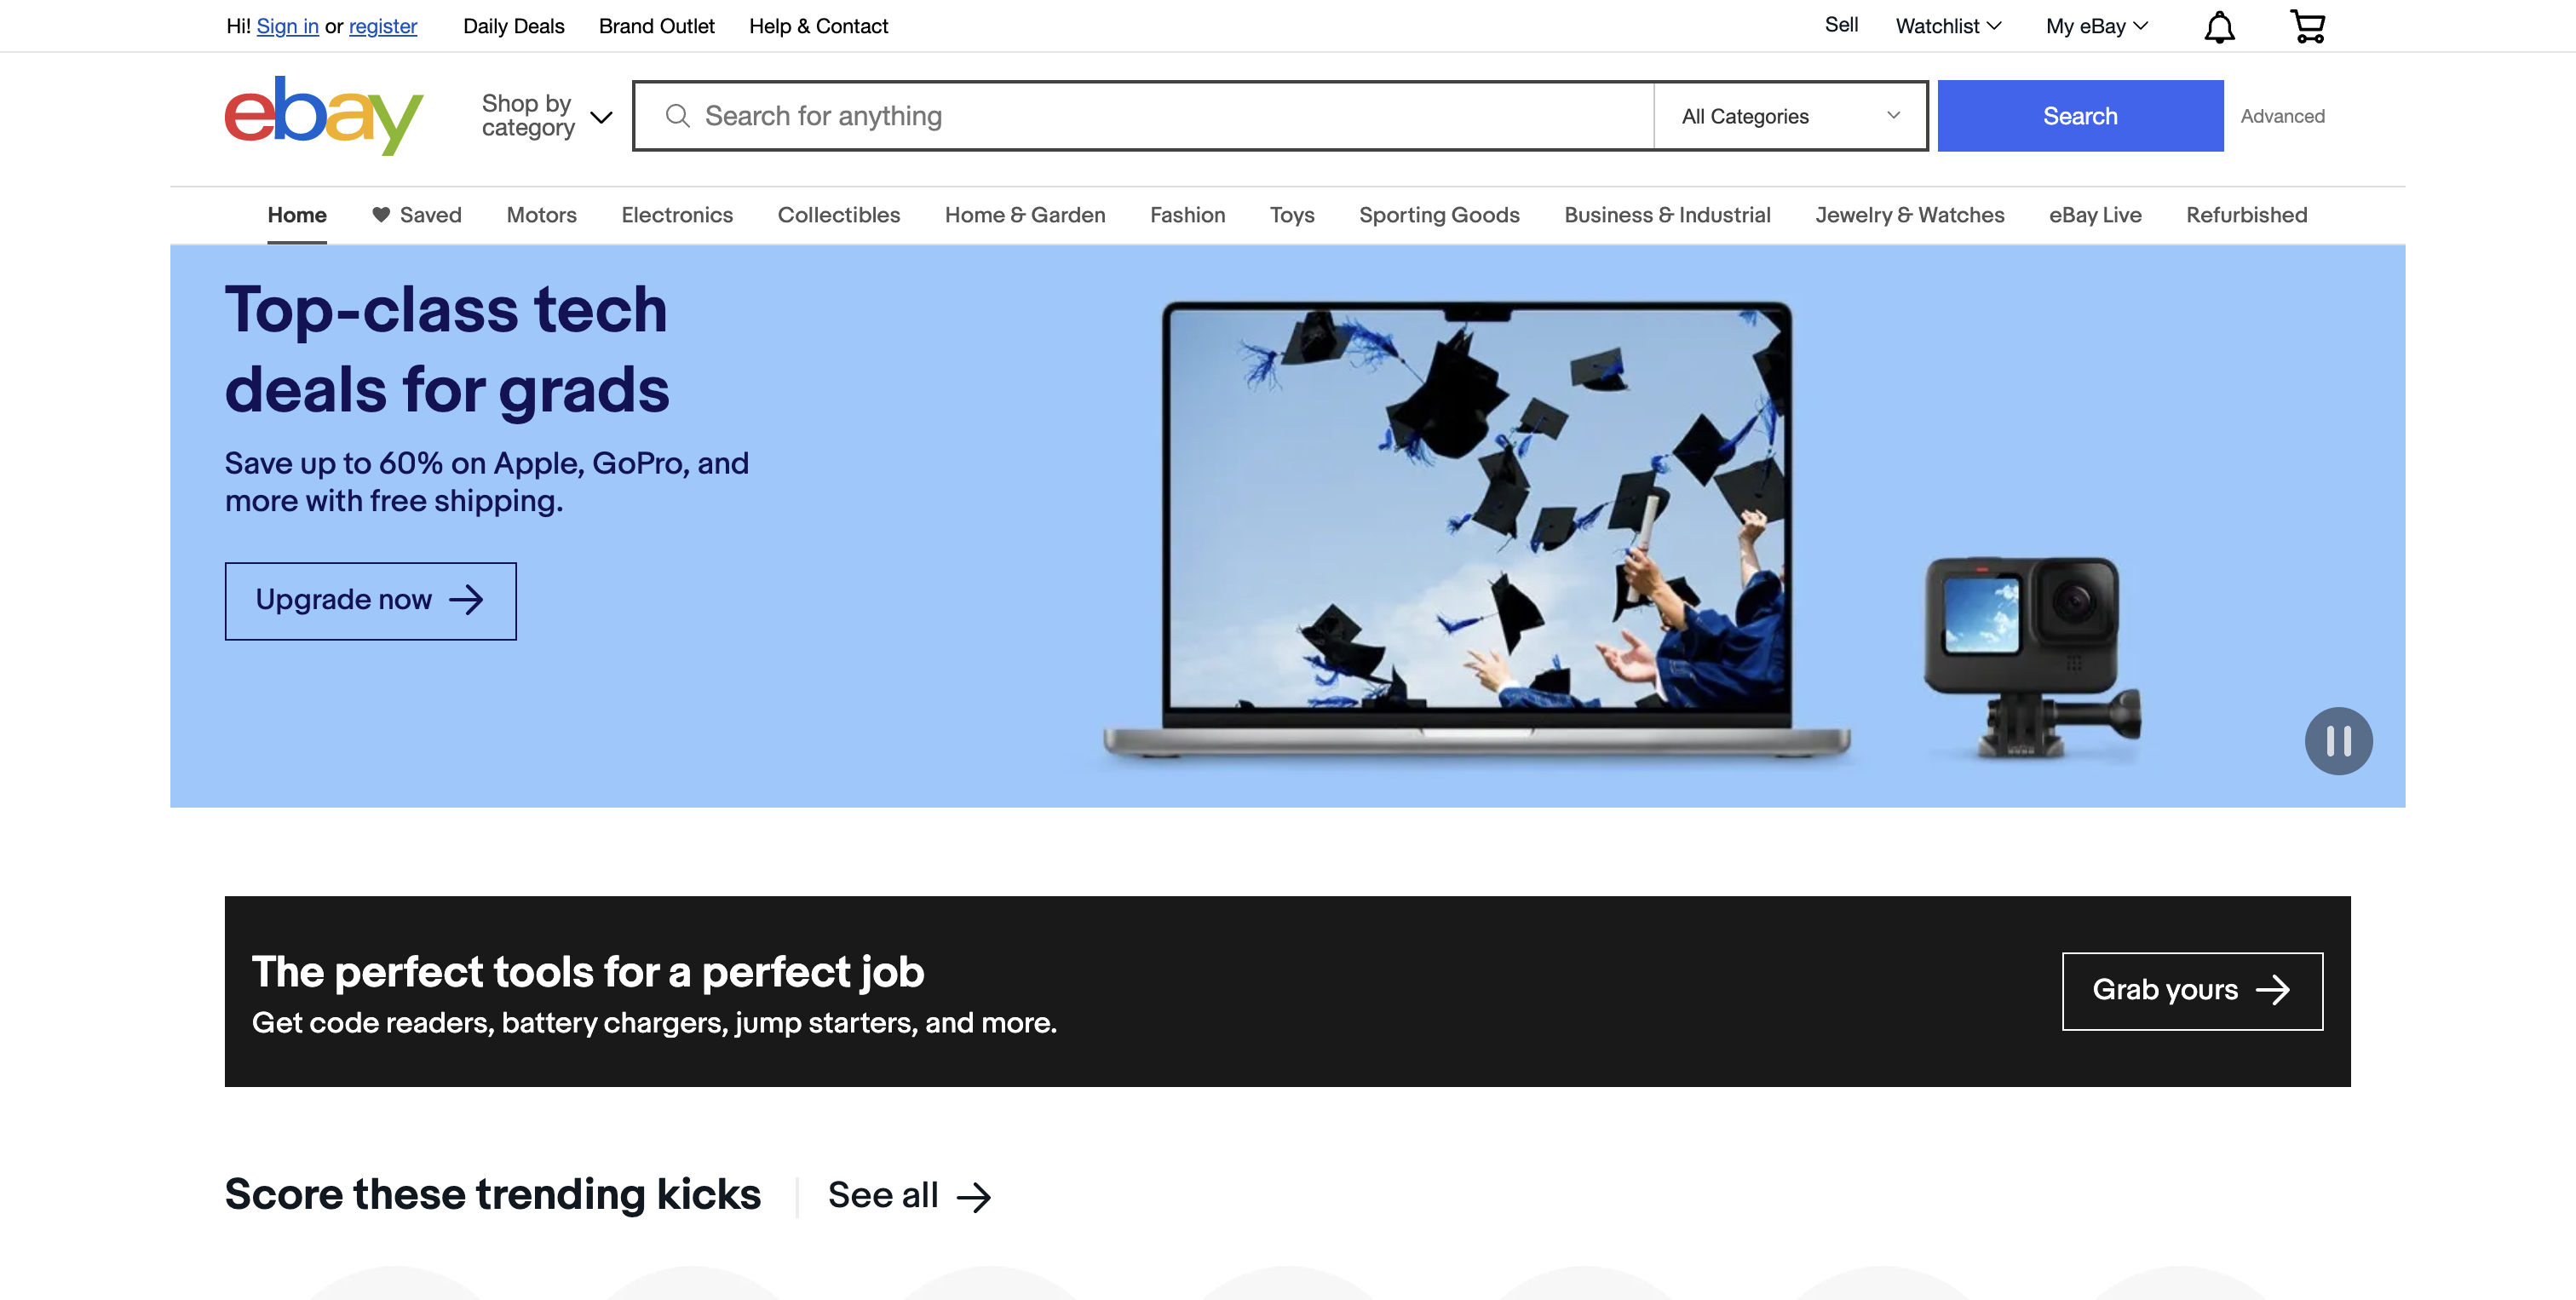 Hi! Sign in or register Daily Deals Brand Outlet Help & Contact Sell Watchlist My eBay
ebay
Shop by
category
Search for anything
All Categories
Search
Advanced
Home Saved Motors Electronics Collectibles Home & Garden Fashion Toys Sporting Goods Business & Industrial Jewelry & Watches eBay Live Refurbished
Top-class tech
deals for grads
Save up to 60% on Apple, GoPro, and
more with free shipping.
Upgrade now
The perfect tools for a perfect job
Get code readers, battery chargers, jump starters, and more.
Grab yours
Score these trending kicks
See all